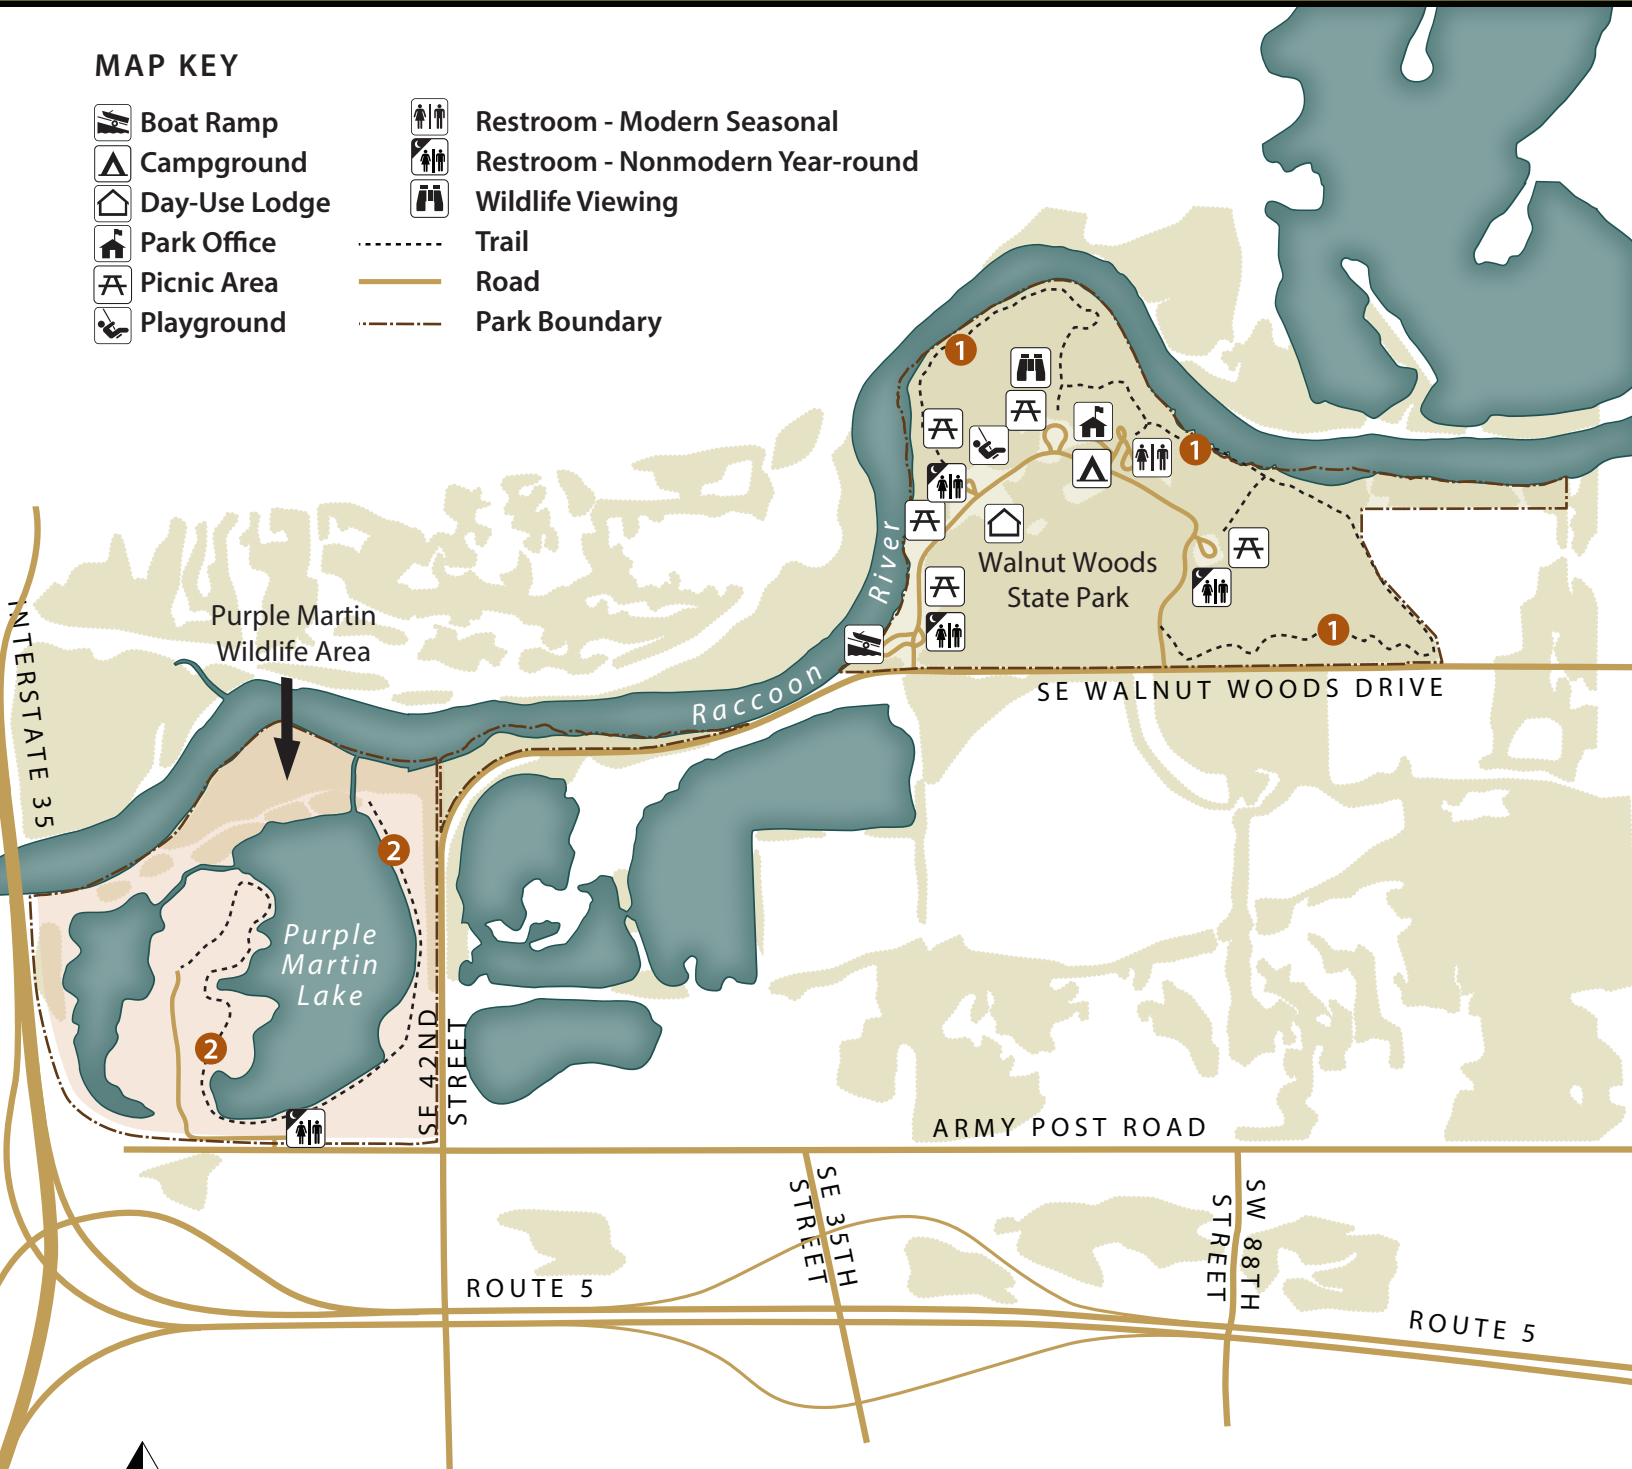 MAP KEY
Boat Ramp
Campground
Day-Use Lodge
Park Office
Picnic Area
Playground
Restroom - Modern Seasonal
Restroom - Nonmodern Year-round
Wildlife Viewing
Trail
Road
Park Boundary
1
1
1
Walnut Woods
State Park
River
Raccoon
SE WALNUT WOODS DRIVE
Purple Martin
Wildlife Area
INTERSTATE 35
2
Purple
Martin
Lake
2
SE 42ND
STREET
ARMY POST ROAD
SE 35TH
STREET
SW 88TH
STREET
ROUTE 5
ROUTE 5